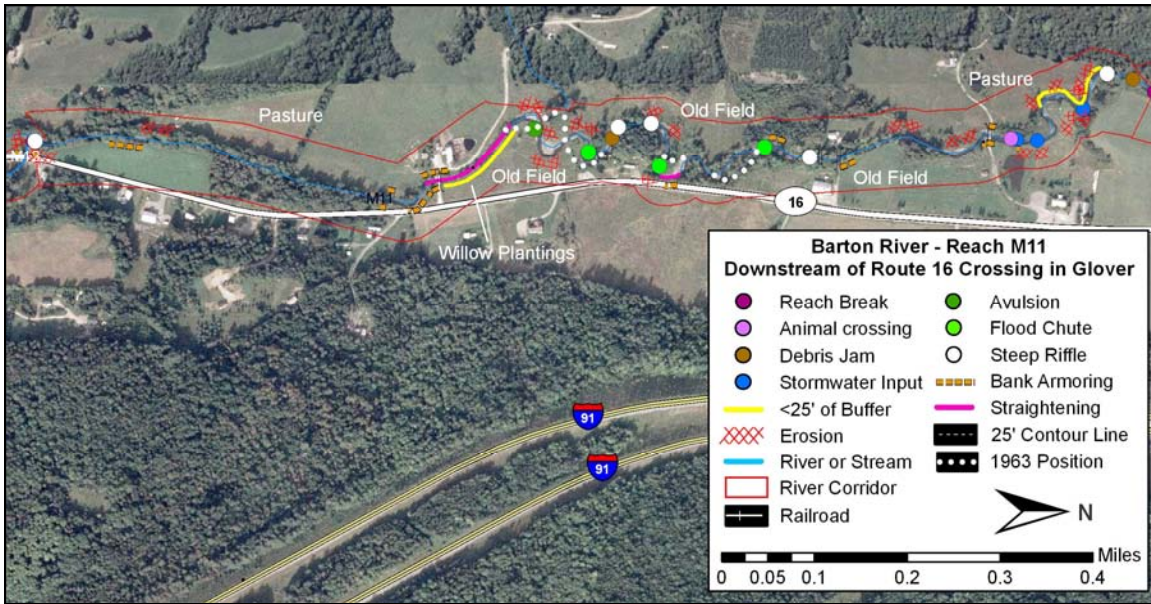 Pasture
Old Field
Pasture
M12
M11
Old Field
Old Field
16
Willow Plantings
91
91
Barton River - Reach M11
Downstream of Route 16 Crossing in Glover
Reach Break
Avulsion
Animal crossing
Flood Chute
Debris Jam
Steep Riffle
Stormwater Input
Bank Armoring
<25' of Buffer
Straightening
Erosion
25' Contour Line
River or Stream
1963 Position
River Corridor
Railroad
N
Miles
0 0.05 0.1 0.2 0.3 0.4